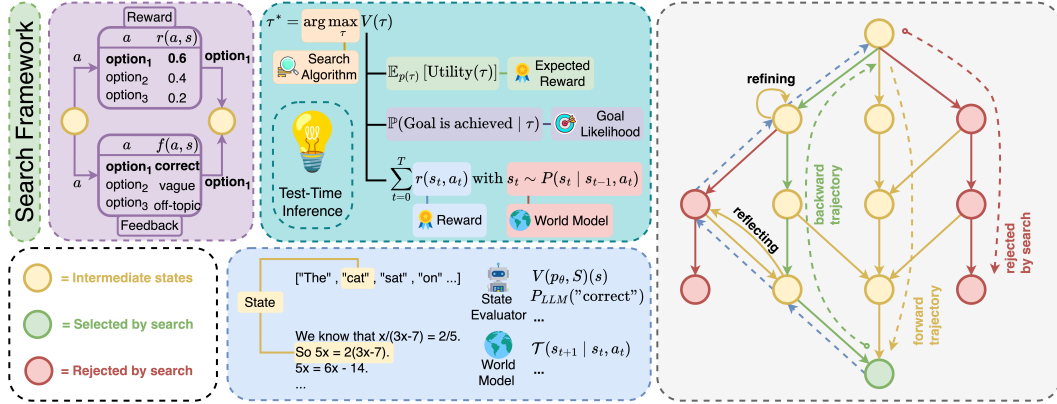 Search Framework
Reward
a r(a, s)
option₁ 0.6
option₂ 0.4
option₃ 0.2
a
option₁
a f(a, s)
option₁ correct
option₂ vague
option₃ off-topic
a
option₁
Feedback
τ* = arg max V(τ)
τ
Search
Algorithm
𝔼ₚ₍τ₎ [Utility(τ)]
Expected
Reward
ℙ(Goal is achieved | τ)
Goal
Likelihood
T
∑ r(sₜ, aₜ) with sₜ ∼ P(sₜ | sₜ₋₁, aₜ)
t=0
Reward
World Model
Test-Time
Inference
= Intermediate states
= Selected by search
= Rejected by search
State
["The" , "cat" , "sat" , "on" ...]
We know that x/(3x-7) = 2/5.
So 5x = 2(3x-7).
5x = 6x - 14.
...
State
Evaluator
V(p_θ, S)(s)
P_LLM("correct")
...
World
Model
𝒯(sₜ₊₁ | sₜ, aₜ)
...
refining
reflecting
backward
trajectory
forward
trajectory
rejected
by search